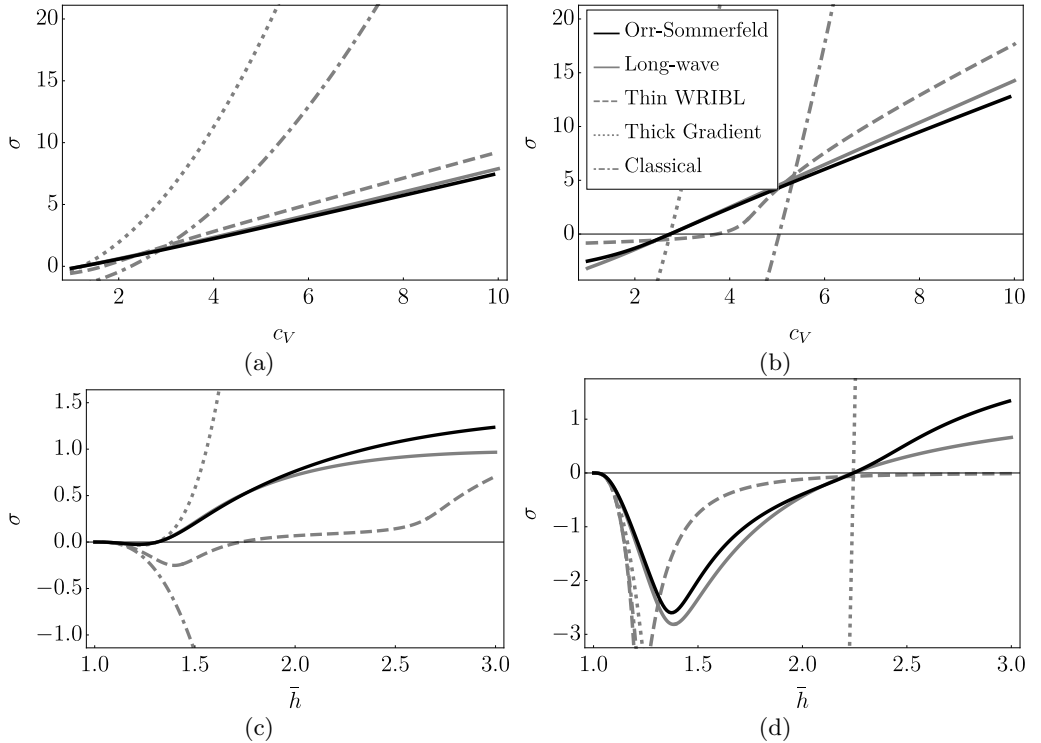 20
15
10
5
0
σ
2
4
6
8
10
c_V
(a)
20
15
10
5
0
σ
2
4
6
8
10
c_V
(b)
Orr-Sommerfeld
Long-wave
Thin WRIBL
Thick Gradient
Classical
1.5
1.0
0.5
0.0
−0.5
−1.0
σ
1.0
1.5
2.0
2.5
3.0
h̄
(c)
1
0
−1
−2
−3
σ
1.0
1.5
2.0
2.5
3.0
h̄
(d)